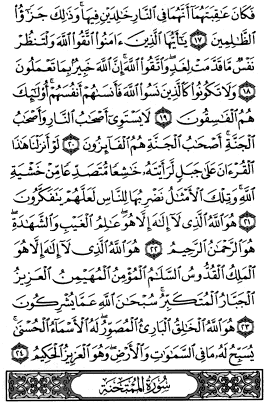 فَكَانَ عَٰقِبَتَهُمَآ أَنَّهُمَا فِى ٱلنَّارِ خَٰلِدَيْنِ فِيهَا ۚ وَذَٰلِكَ جَزَٰٓؤُا۟
ٱلظَّٰلِمِينَ ١٧ يَٰٓأَيُّهَا ٱلَّذِينَ ءَامَنُوا۟ ٱتَّقُوا۟ ٱللَّهَ وَلْتَنظُرْ
نَفْسٌ مَّا قَدَّمَتْ لِغَدٍ ۖ وَٱتَّقُوا۟ ٱللَّهَ ۚ إِنَّ ٱللَّهَ خَبِيرٌۢ بِمَا تَعْمَلُونَ
١٨ وَلَا تَكُونُوا۟ كَٱلَّذِينَ نَسُوا۟ ٱللَّهَ فَأَنسَىٰهُمْ أَنفُسَهُمْ ۚ أُو۟لَٰٓئِكَ
هُمُ ٱلْفَٰسِقُونَ ١٩ لَا يَسْتَوِىٓ أَصْحَٰبُ ٱلنَّارِ وَأَصْحَٰبُ
ٱلْجَنَّةِ ۚ أَصْحَٰبُ ٱلْجَنَّةِ هُمُ ٱلْفَآئِزُونَ ٢٠ لَوْ أَنزَلْنَا هَٰذَا
ٱلْقُرْءَانَ عَلَىٰ جَبَلٍ لَّرَأَيْتَهُۥ خَٰشِعًا مُّتَصَدِّعًا مِّنْ خَشْيَةِ
ٱللَّهِ ۚ وَتِلْكَ ٱلْأَمْثَٰلُ نَضْرِبُهَا لِلنَّاسِ لَعَلَّهُمْ يَتَفَكَّرُونَ
٢١ هُوَ ٱللَّهُ ٱلَّذِى لَآ إِلَٰهَ إِلَّا هُوَ ۖ عَٰلِمُ ٱلْغَيْبِ وَٱلشَّهَٰدَةِ ۖ
هُوَ ٱلرَّحْمَٰنُ ٱلرَّحِيمُ ٢٢ هُوَ ٱللَّهُ ٱلَّذِى لَآ إِلَٰهَ إِلَّا هُوَ
ٱلْمَلِكُ ٱلْقُدُّوسُ ٱلسَّلَٰمُ ٱلْمُؤْمِنُ ٱلْمُهَيْمِنُ ٱلْعَزِيزُ
ٱلْجَبَّارُ ٱلْمُتَكَبِّرُ ۚ سُبْحَٰنَ ٱللَّهِ عَمَّا يُشْرِكُونَ
٢٣ هُوَ ٱللَّهُ ٱلْخَٰلِقُ ٱلْبَارِئُ ٱلْمُصَوِّرُ ۖ لَهُ ٱلْأَسْمَآءُ ٱلْحُسْنَىٰ ۚ
يُسَبِّحُ لَهُۥ مَا فِى ٱلسَّمَٰوَٰتِ وَٱلْأَرْضِ ۖ وَهُوَ ٱلْعَزِيزُ ٱلْحَكِيمُ ٢٤
سُورَةُ ٱلْمُمْتَحَنَةِ